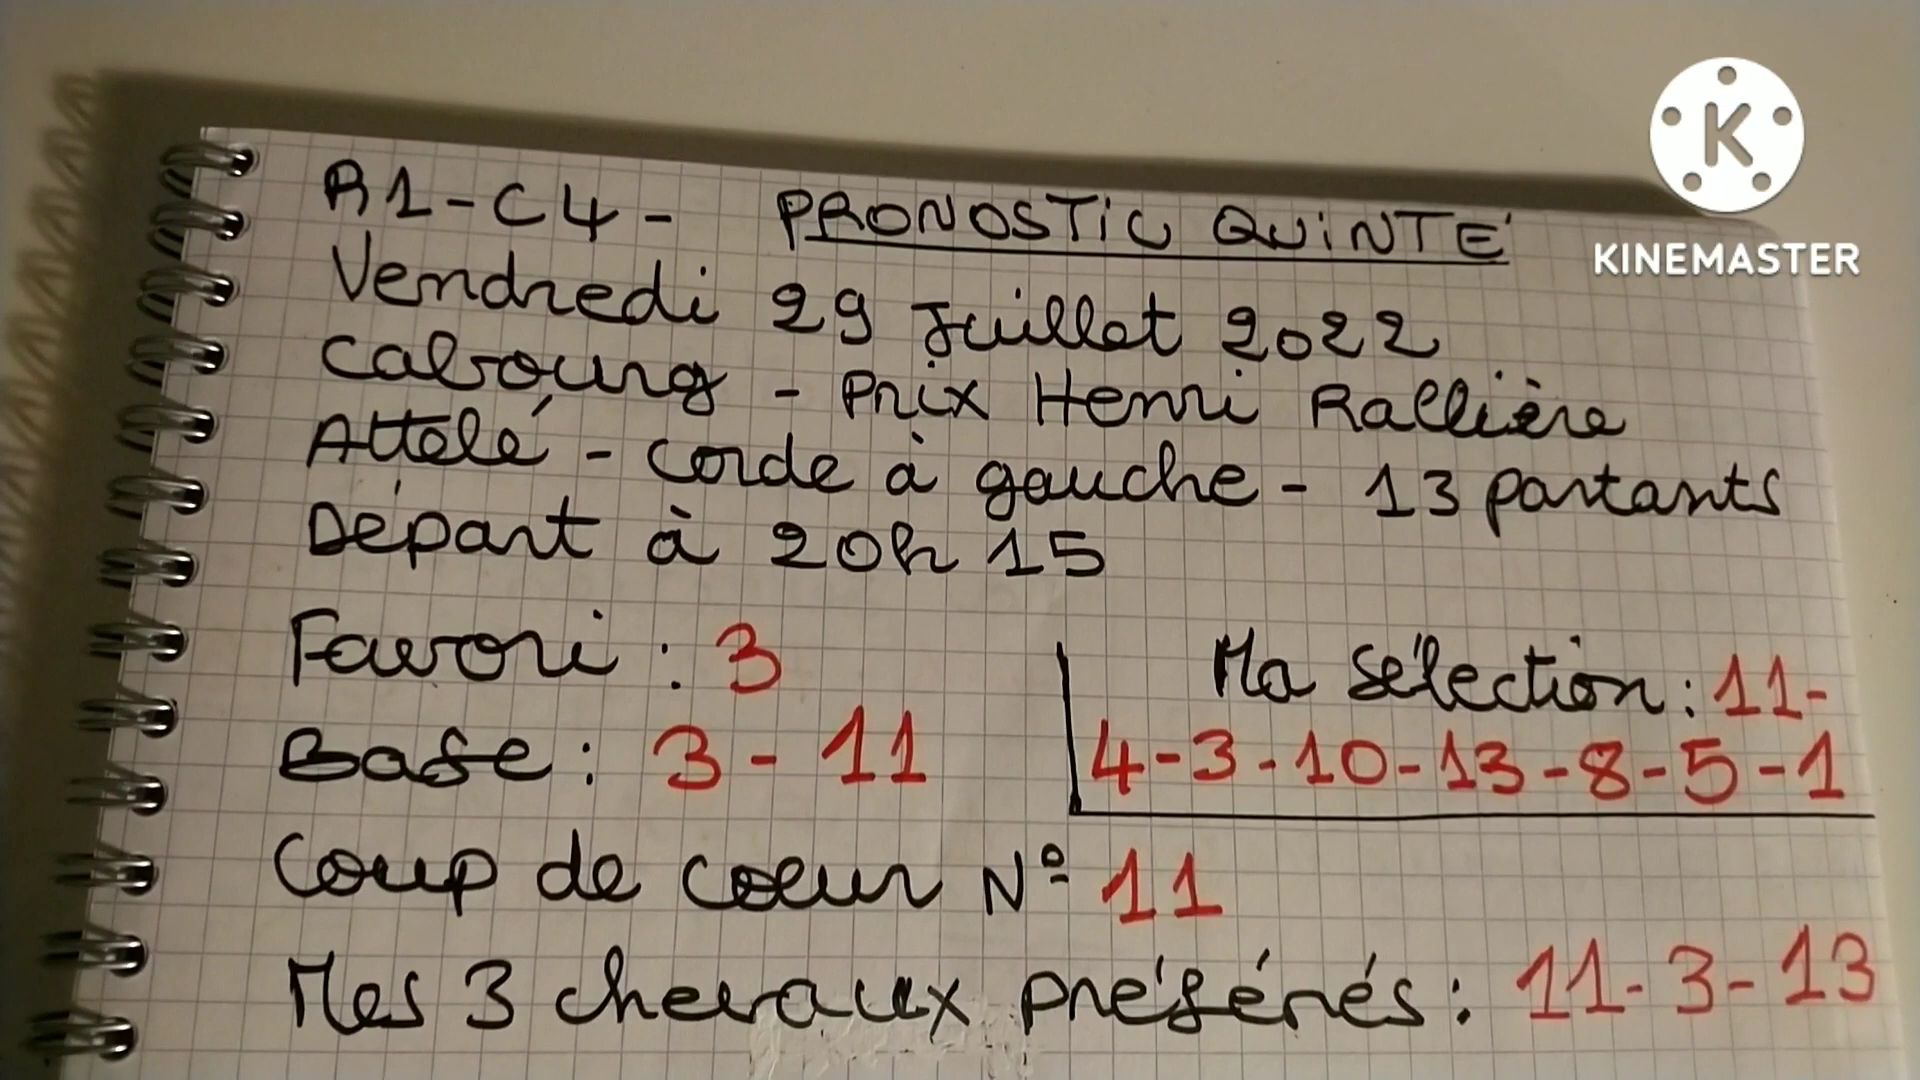 R1-C4- PRONOSTIC QUINTÉ
Vendredi 29 Juillet 2022
Cabourg - Prix Henri Rallière
Attelé - Corde à gauche - 13 partants
Départ à 20h15
Favori : 3
Base : 3 - 11
Ma sélection : 11-
4-3-10-13-8-5-1
Coup de coeur N° 11
Mes 3 chevaux préférés : 11-3-13
KINEMASTER